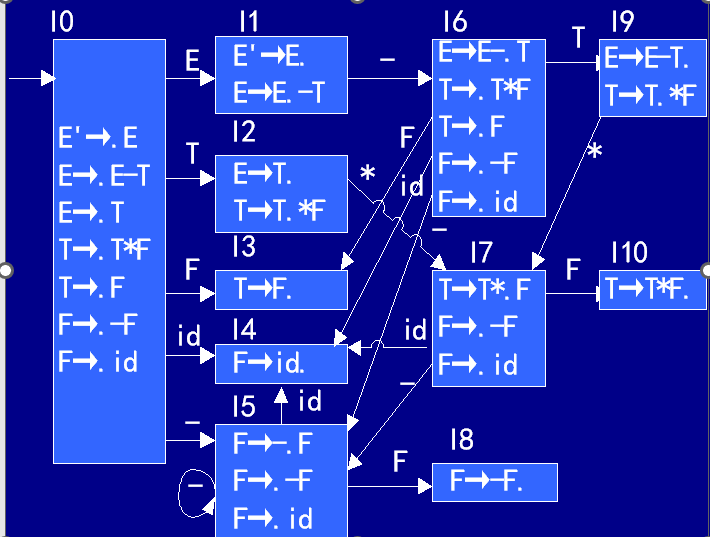 I0
E'→.E
E→.E-T
E→.T
T→.T*F
T→.F
F→.-F
F→.id
E
T
F
id
-
I1
E'→E.
E→E.-T
I2
E→T.
T→T.*F
I3
T→F.
I4
F→id.
id
I5
F→-.F
F→.-F
F→.id
-
-
*
F
id
-
I6
E→E-.T
T→.T*F
T→.F
F→.-F
F→.id
T
I9
E→E-T.
T→T.*F
*
I7
T→T*.F
F→.-F
F→.id
id
-
F
I10
T→T*F.
F
I8
F→-F.